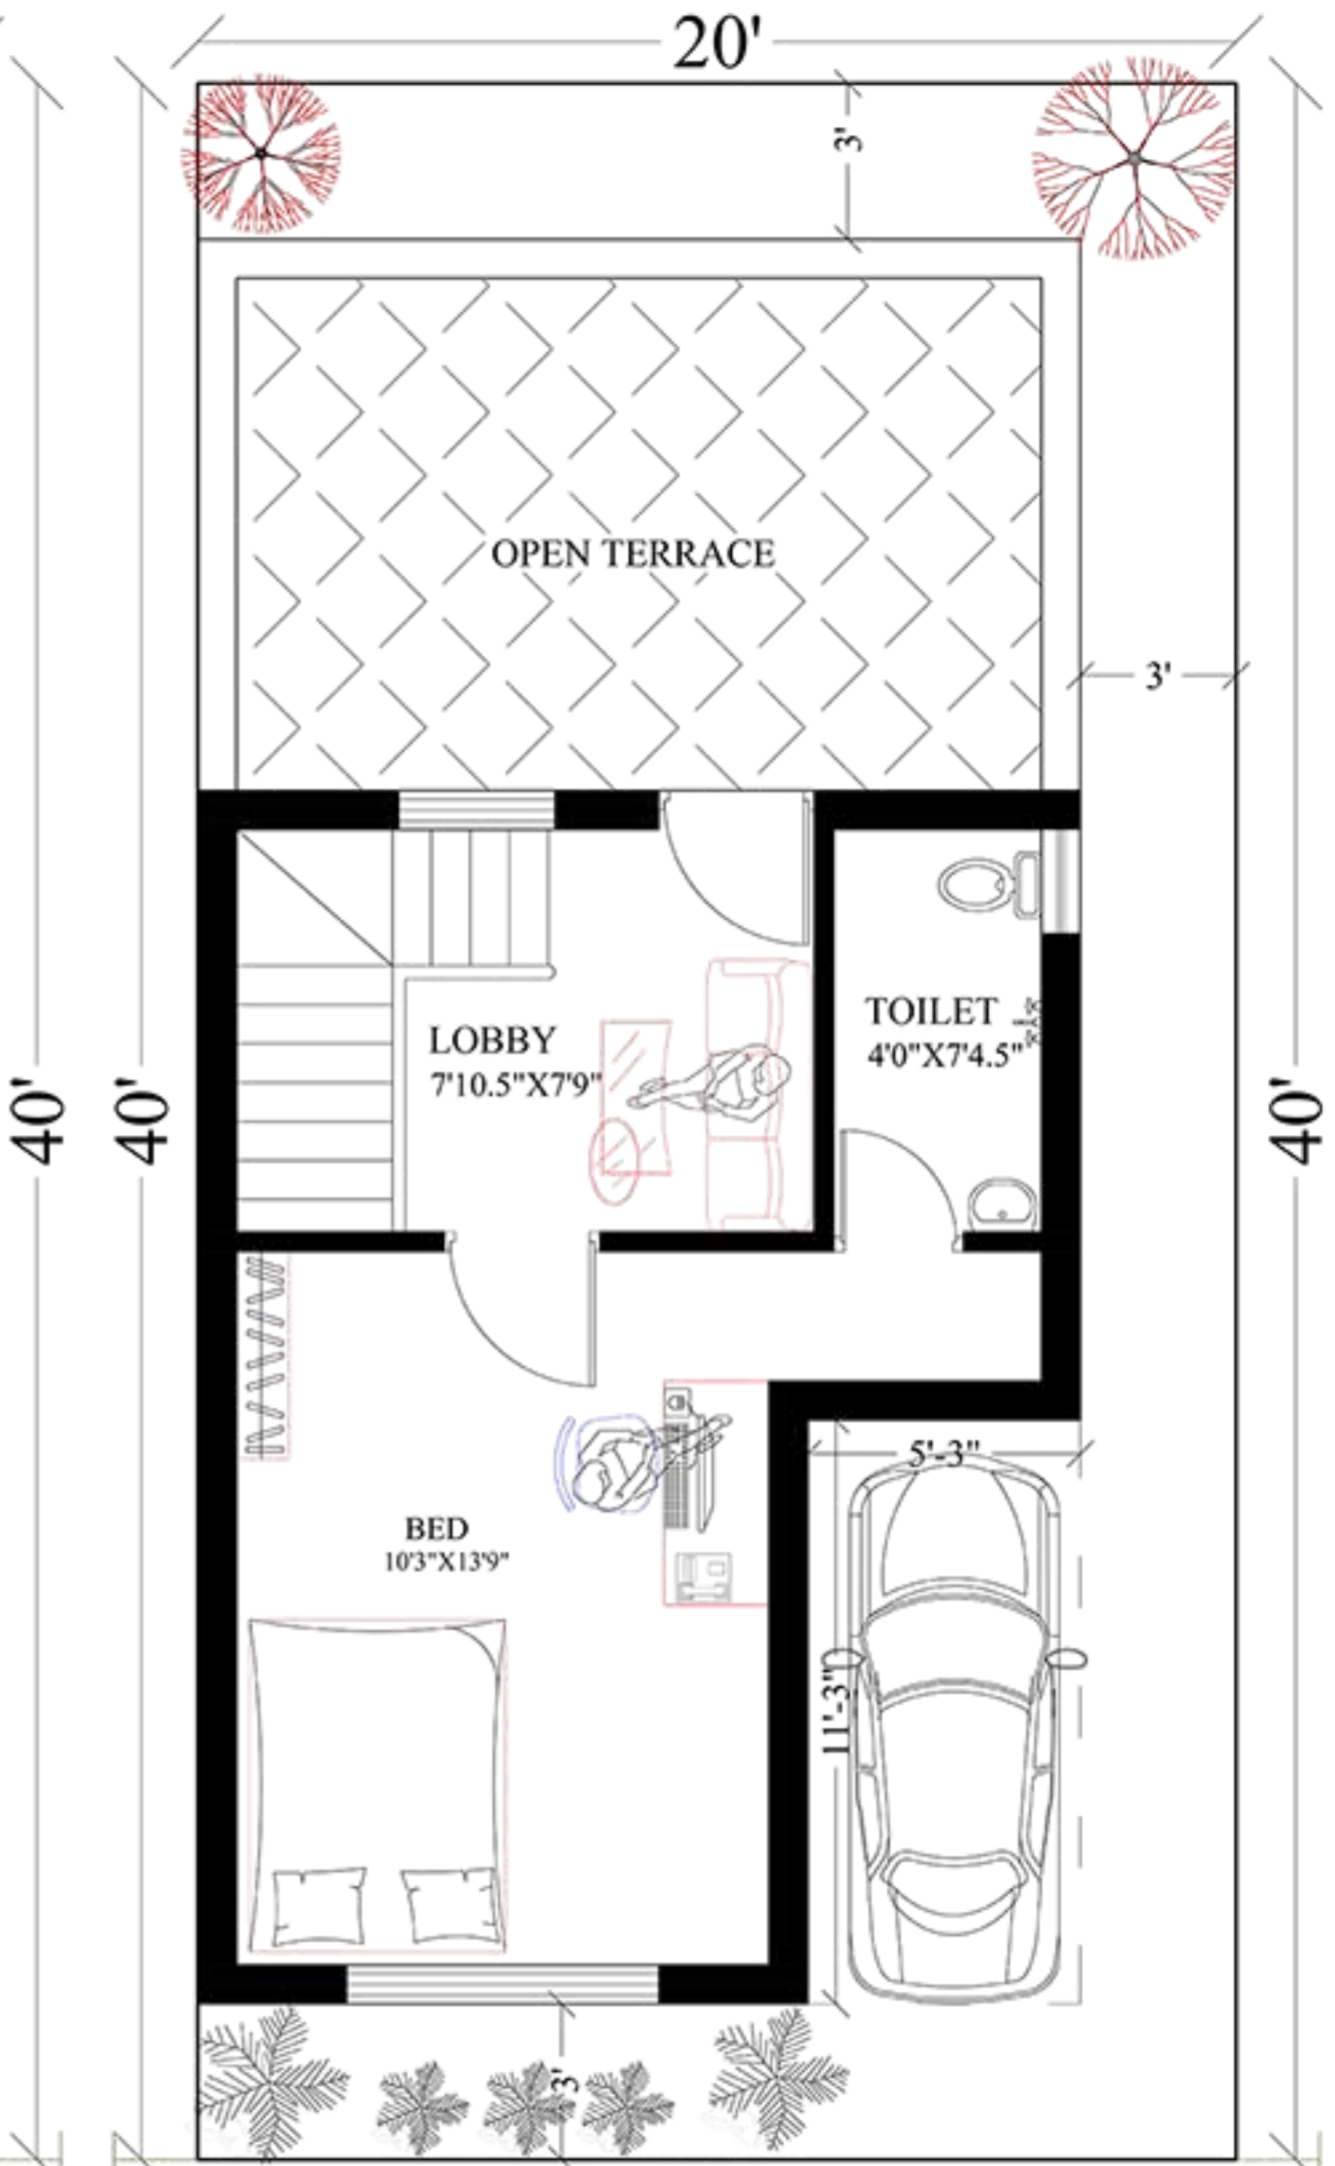 20'
3'
OPEN TERRACE
3'
LOBBY
7'10.5"X7'9"
TOILET
4'0"X7'4.5"
40'
40'
40'
5'-3"
BED
10'3"X13'9"
11'-3"
3'